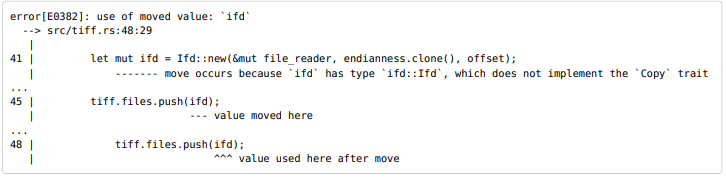 error[E0382]: use of moved value: `ifd`
  --> src/tiff.rs:48:29
   |
41 |         let mut ifd = Ifd::new(&mut file_reader, endianness.clone(), offset);
   |             ------- move occurs because `ifd` has type `ifd::Ifd`, which does not implement the `Copy` trait
...
45 |         tiff.files.push(ifd);
   |                         --- value moved here
...
48 |             tiff.files.push(ifd);
   |                             ^^^ value used here after move